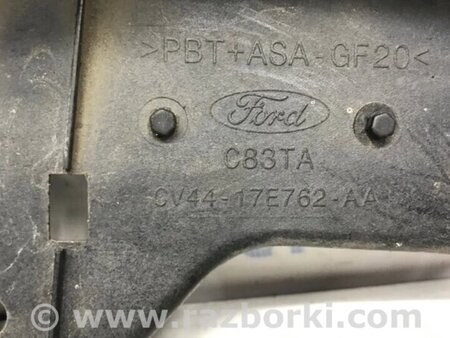 >PBT+ASA-GF20<
Ford
C83TA
CV44-17E762-AA
www.razborki.com